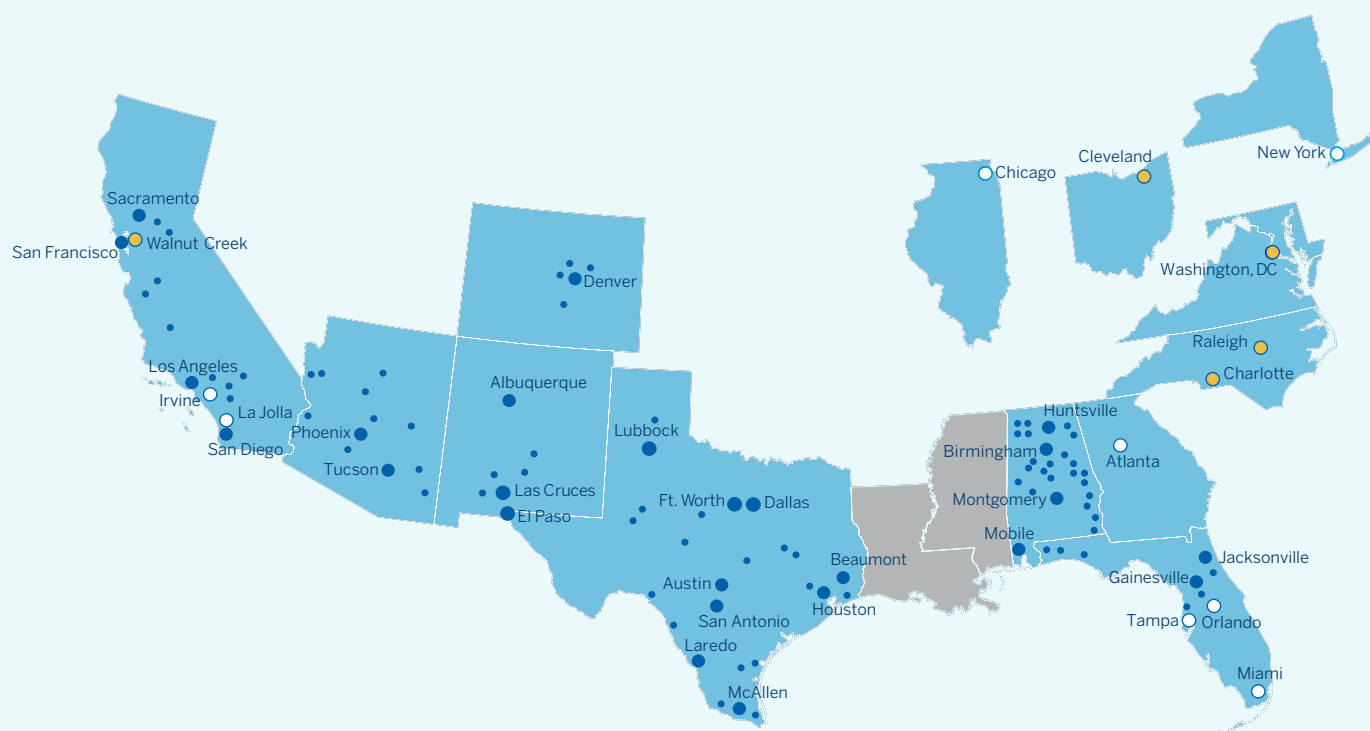 New York
Cleveland
Chicago
Sacramento
San Francisco
Walnut Creek
Washington, DC
Denver
Raleigh
Los Angeles
Charlotte
Albuquerque
Irvine
La Jolla
Huntsville
Phoenix
Lubbock
San Diego
Birmingham
Atlanta
Tucson
Las Cruces
Ft. Worth
Dallas
Montgomery
El Paso
Mobile
Beaumont
Jacksonville
Gainesville
Austin
Houston
San Antonio
Tampa
Orlando
Laredo
Miami
McAllen